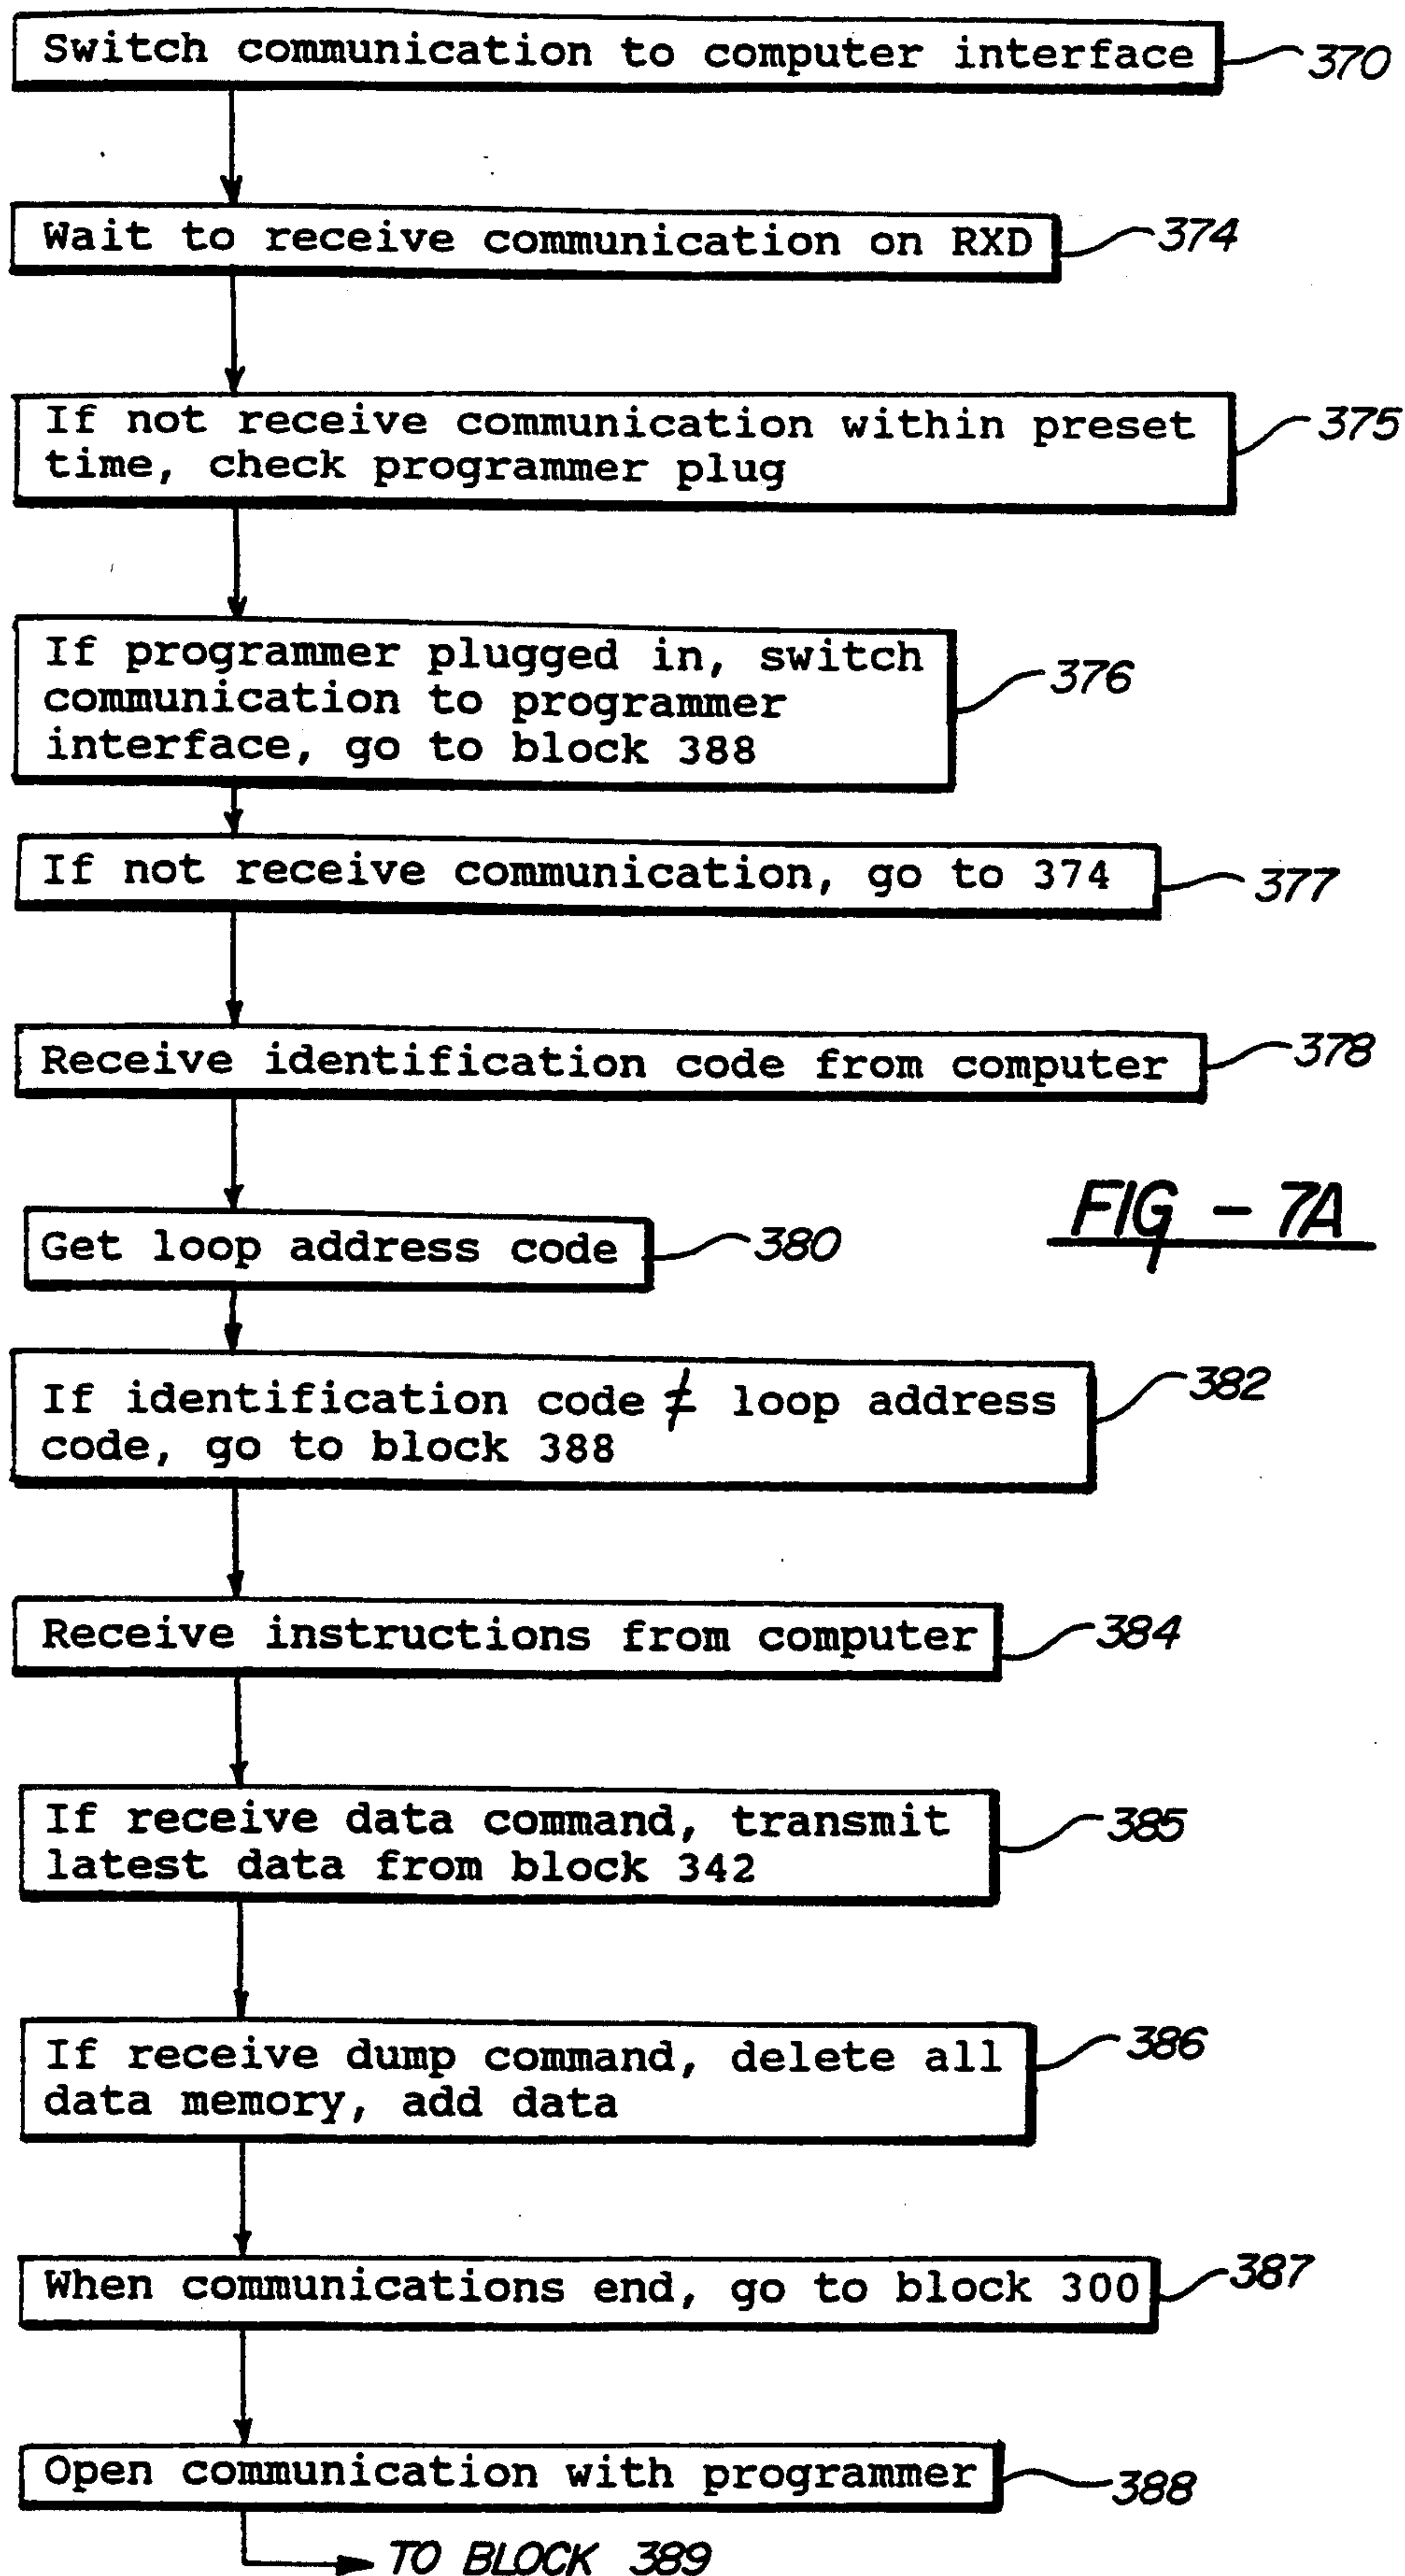 Switch communication to computer interface
370
Wait to receive communication on RXD
374
If not receive communication within preset
time, check programmer plug
375
If programmer plugged in, switch
communication to programmer
interface, go to block 388
376
If not receive communication, go to 374
377
Receive identification code from computer
378
FIG - 7A
Get loop address code
380
If identification code ≠ loop address
code, go to block 388
382
Receive instructions from computer
384
If receive data command, transmit
latest data from block 342
385
If receive dump command, delete all
data memory, add data
386
When communications end, go to block 300
387
Open communication with programmer
388
TO BLOCK 389